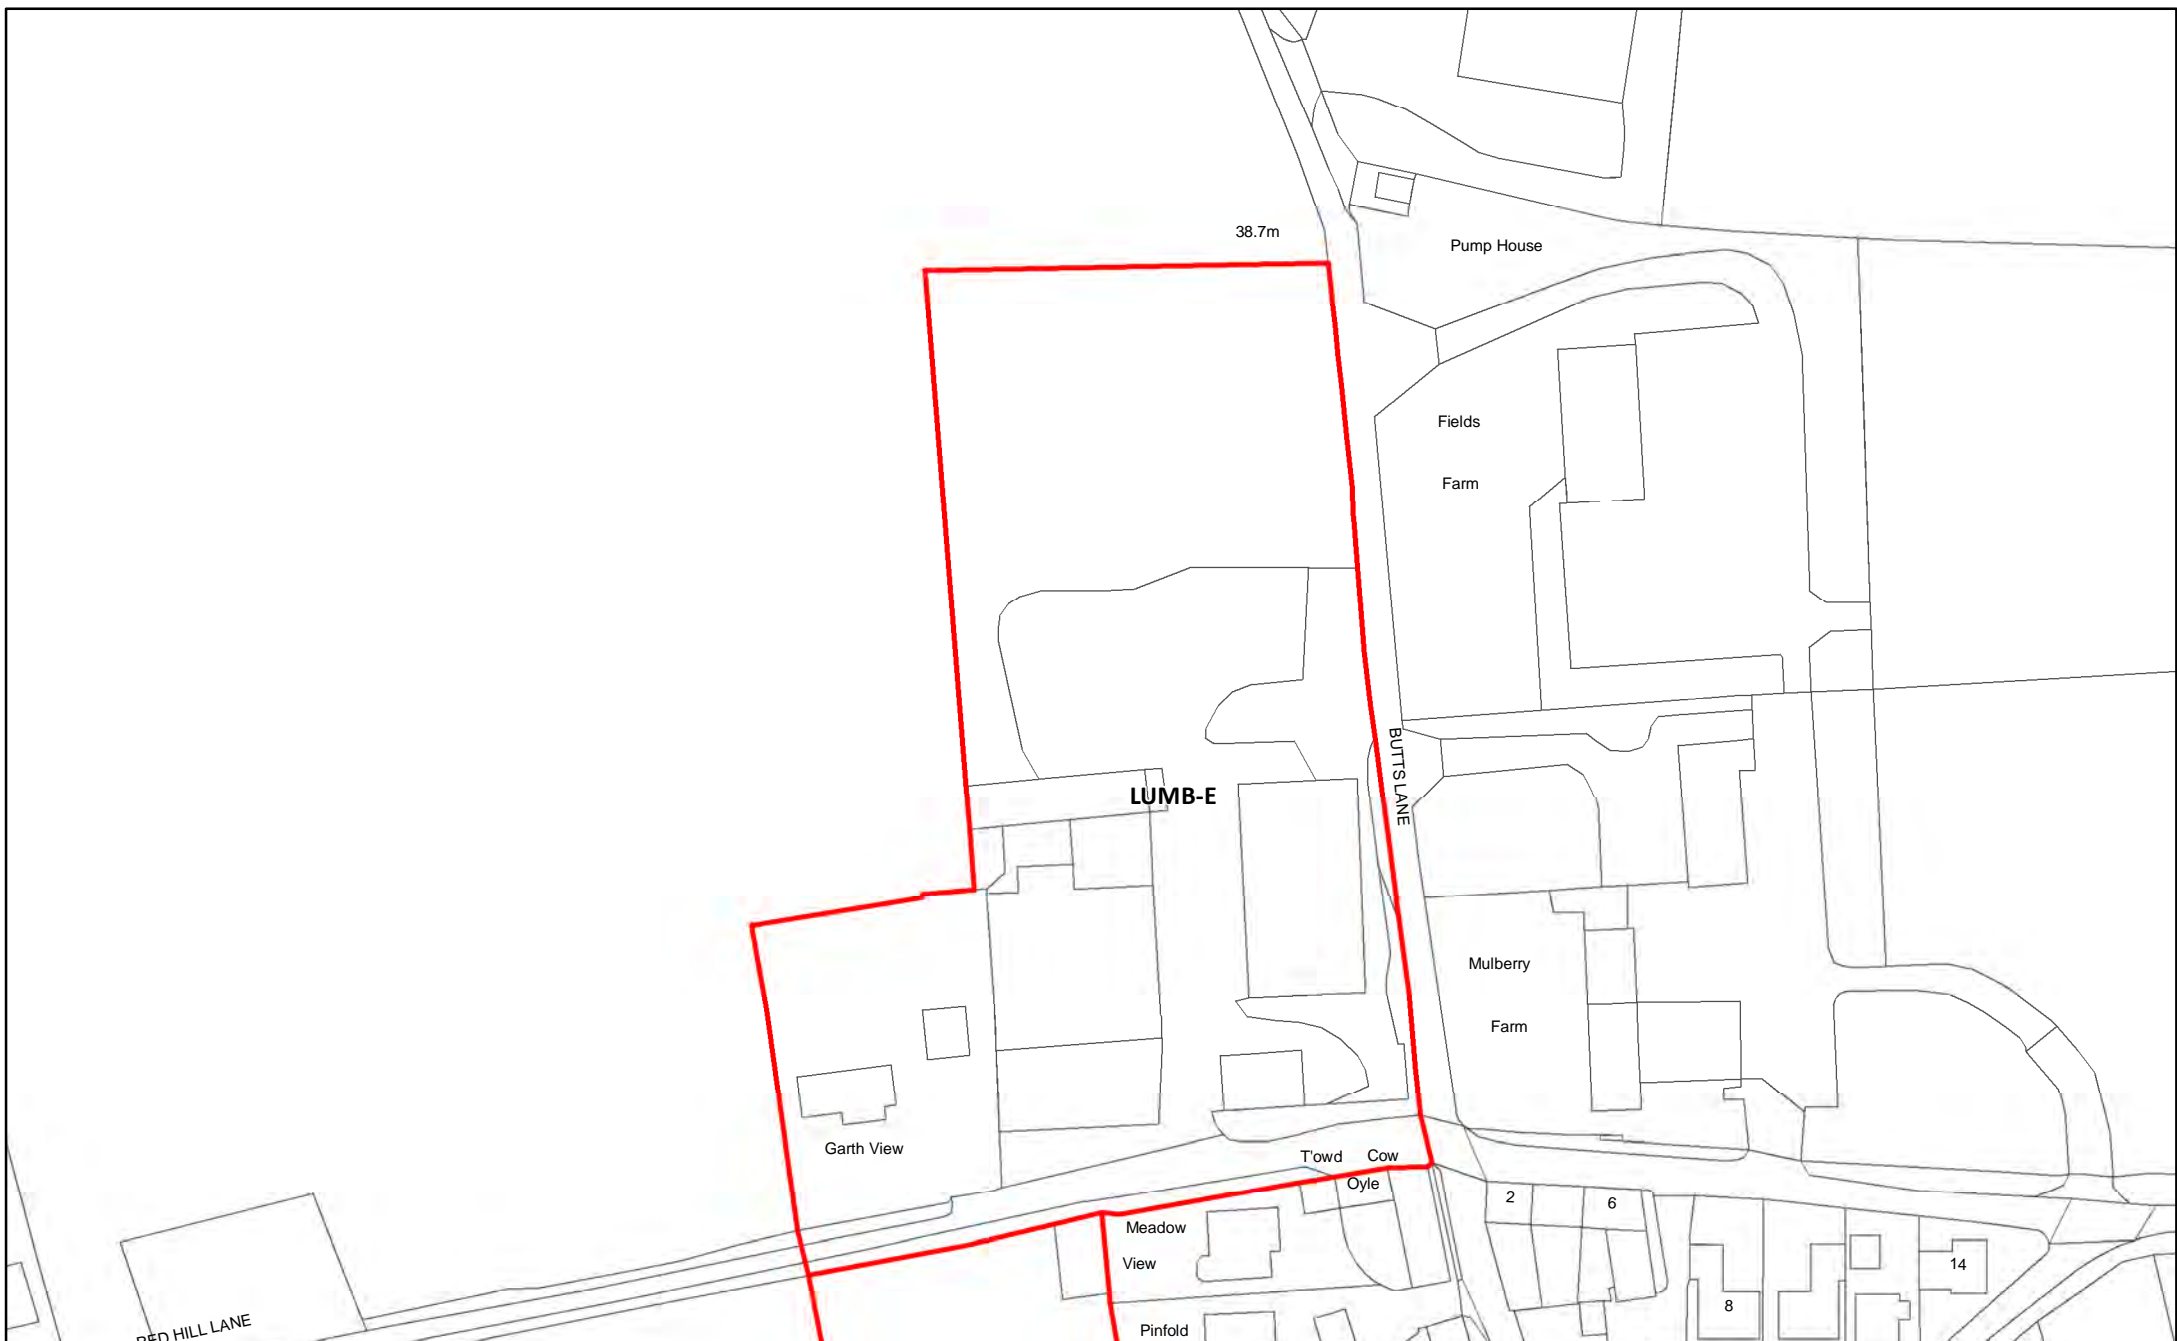 38.7m
Pump House
Fields
Farm
BUTTS LANE
LUMB-E
Mulberry
Farm
Garth View
T'owd Cow
Oyle
2
6
Meadow
View
14
8
RED HILL LANE
Pinfold